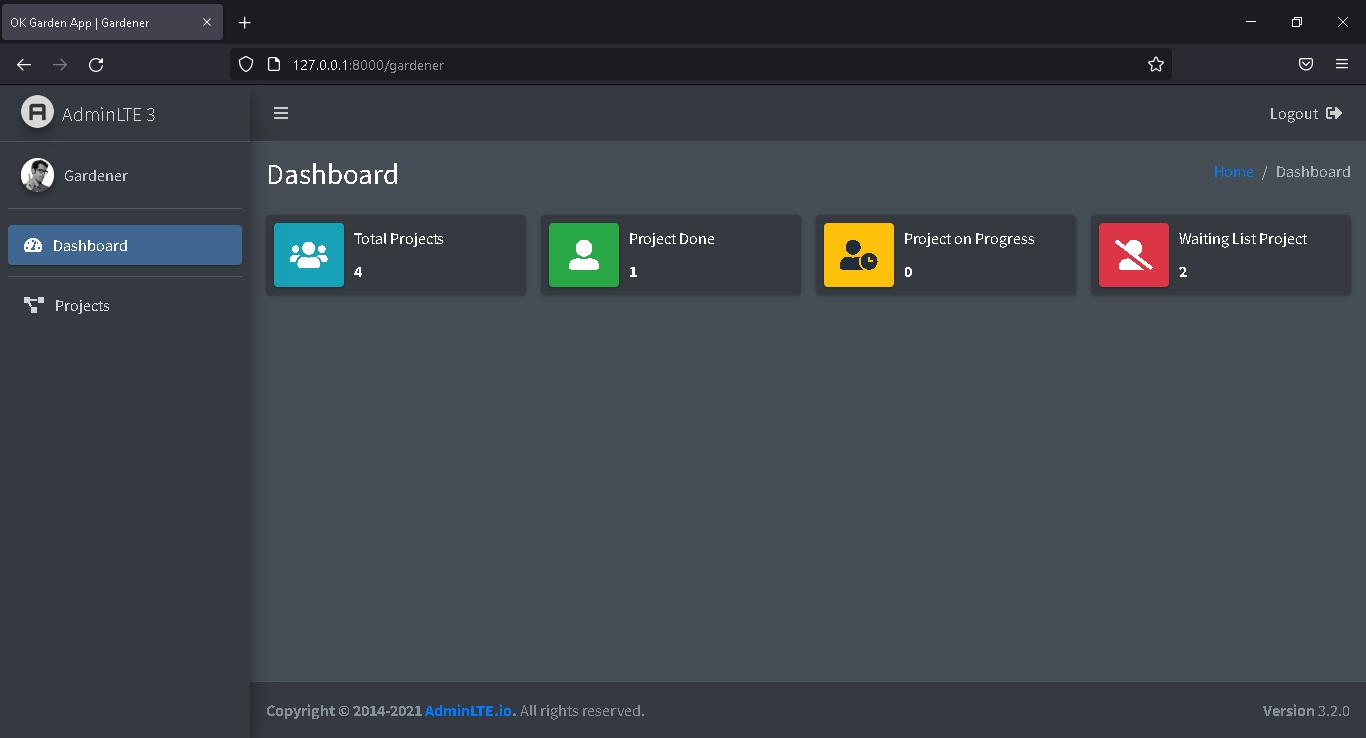 OK Garden App | Gardener
127.0.0.1:8000/gardener
AdminLTE 3
Logout
Gardener
Dashboard
Home / Dashboard
Dashboard
Projects
Total Projects
4
Project Done
1
Project on Progress
0
Waiting List Project
2
Copyright © 2014-2021 AdminLTE.io. All rights reserved.
Version 3.2.0